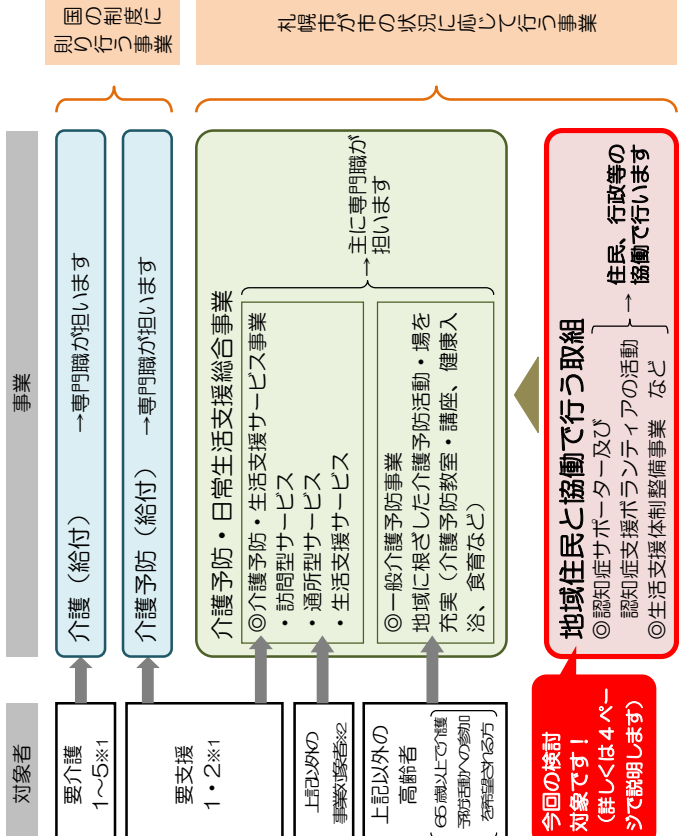 対象者
事業
要介護
1～5※1
介護（給付）　→専門職が担います
国の制度に
則り行う事業
要支援
1・2※1
介護予防（給付）　→専門職が担います
介護予防・日常生活支援総合事業
◎介護予防・生活支援サービス事業
・訪問型サービス
・通所型サービス
・生活支援サービス
上記以外の
事業対象者※2
→主に専門職が
担います
札幌市が市の状況に応じて行う事業
上記以外の
高齢者
65歳以上で介護
予防活動への参加
を希望される方
◎一般介護予防事業
地域に根ざした介護予防活動・場を
充実（介護予防教室・講座、健康入
浴、食育など）
今回の検討
対象です！
（詳しくは４ペー
ジで説明します）
地域住民と協働で行う取組
◎認知症サポーター及び
認知症支援ボランティアの活動
◎生活支援体制整備事業　など
→住民、行政等の
協働で行います